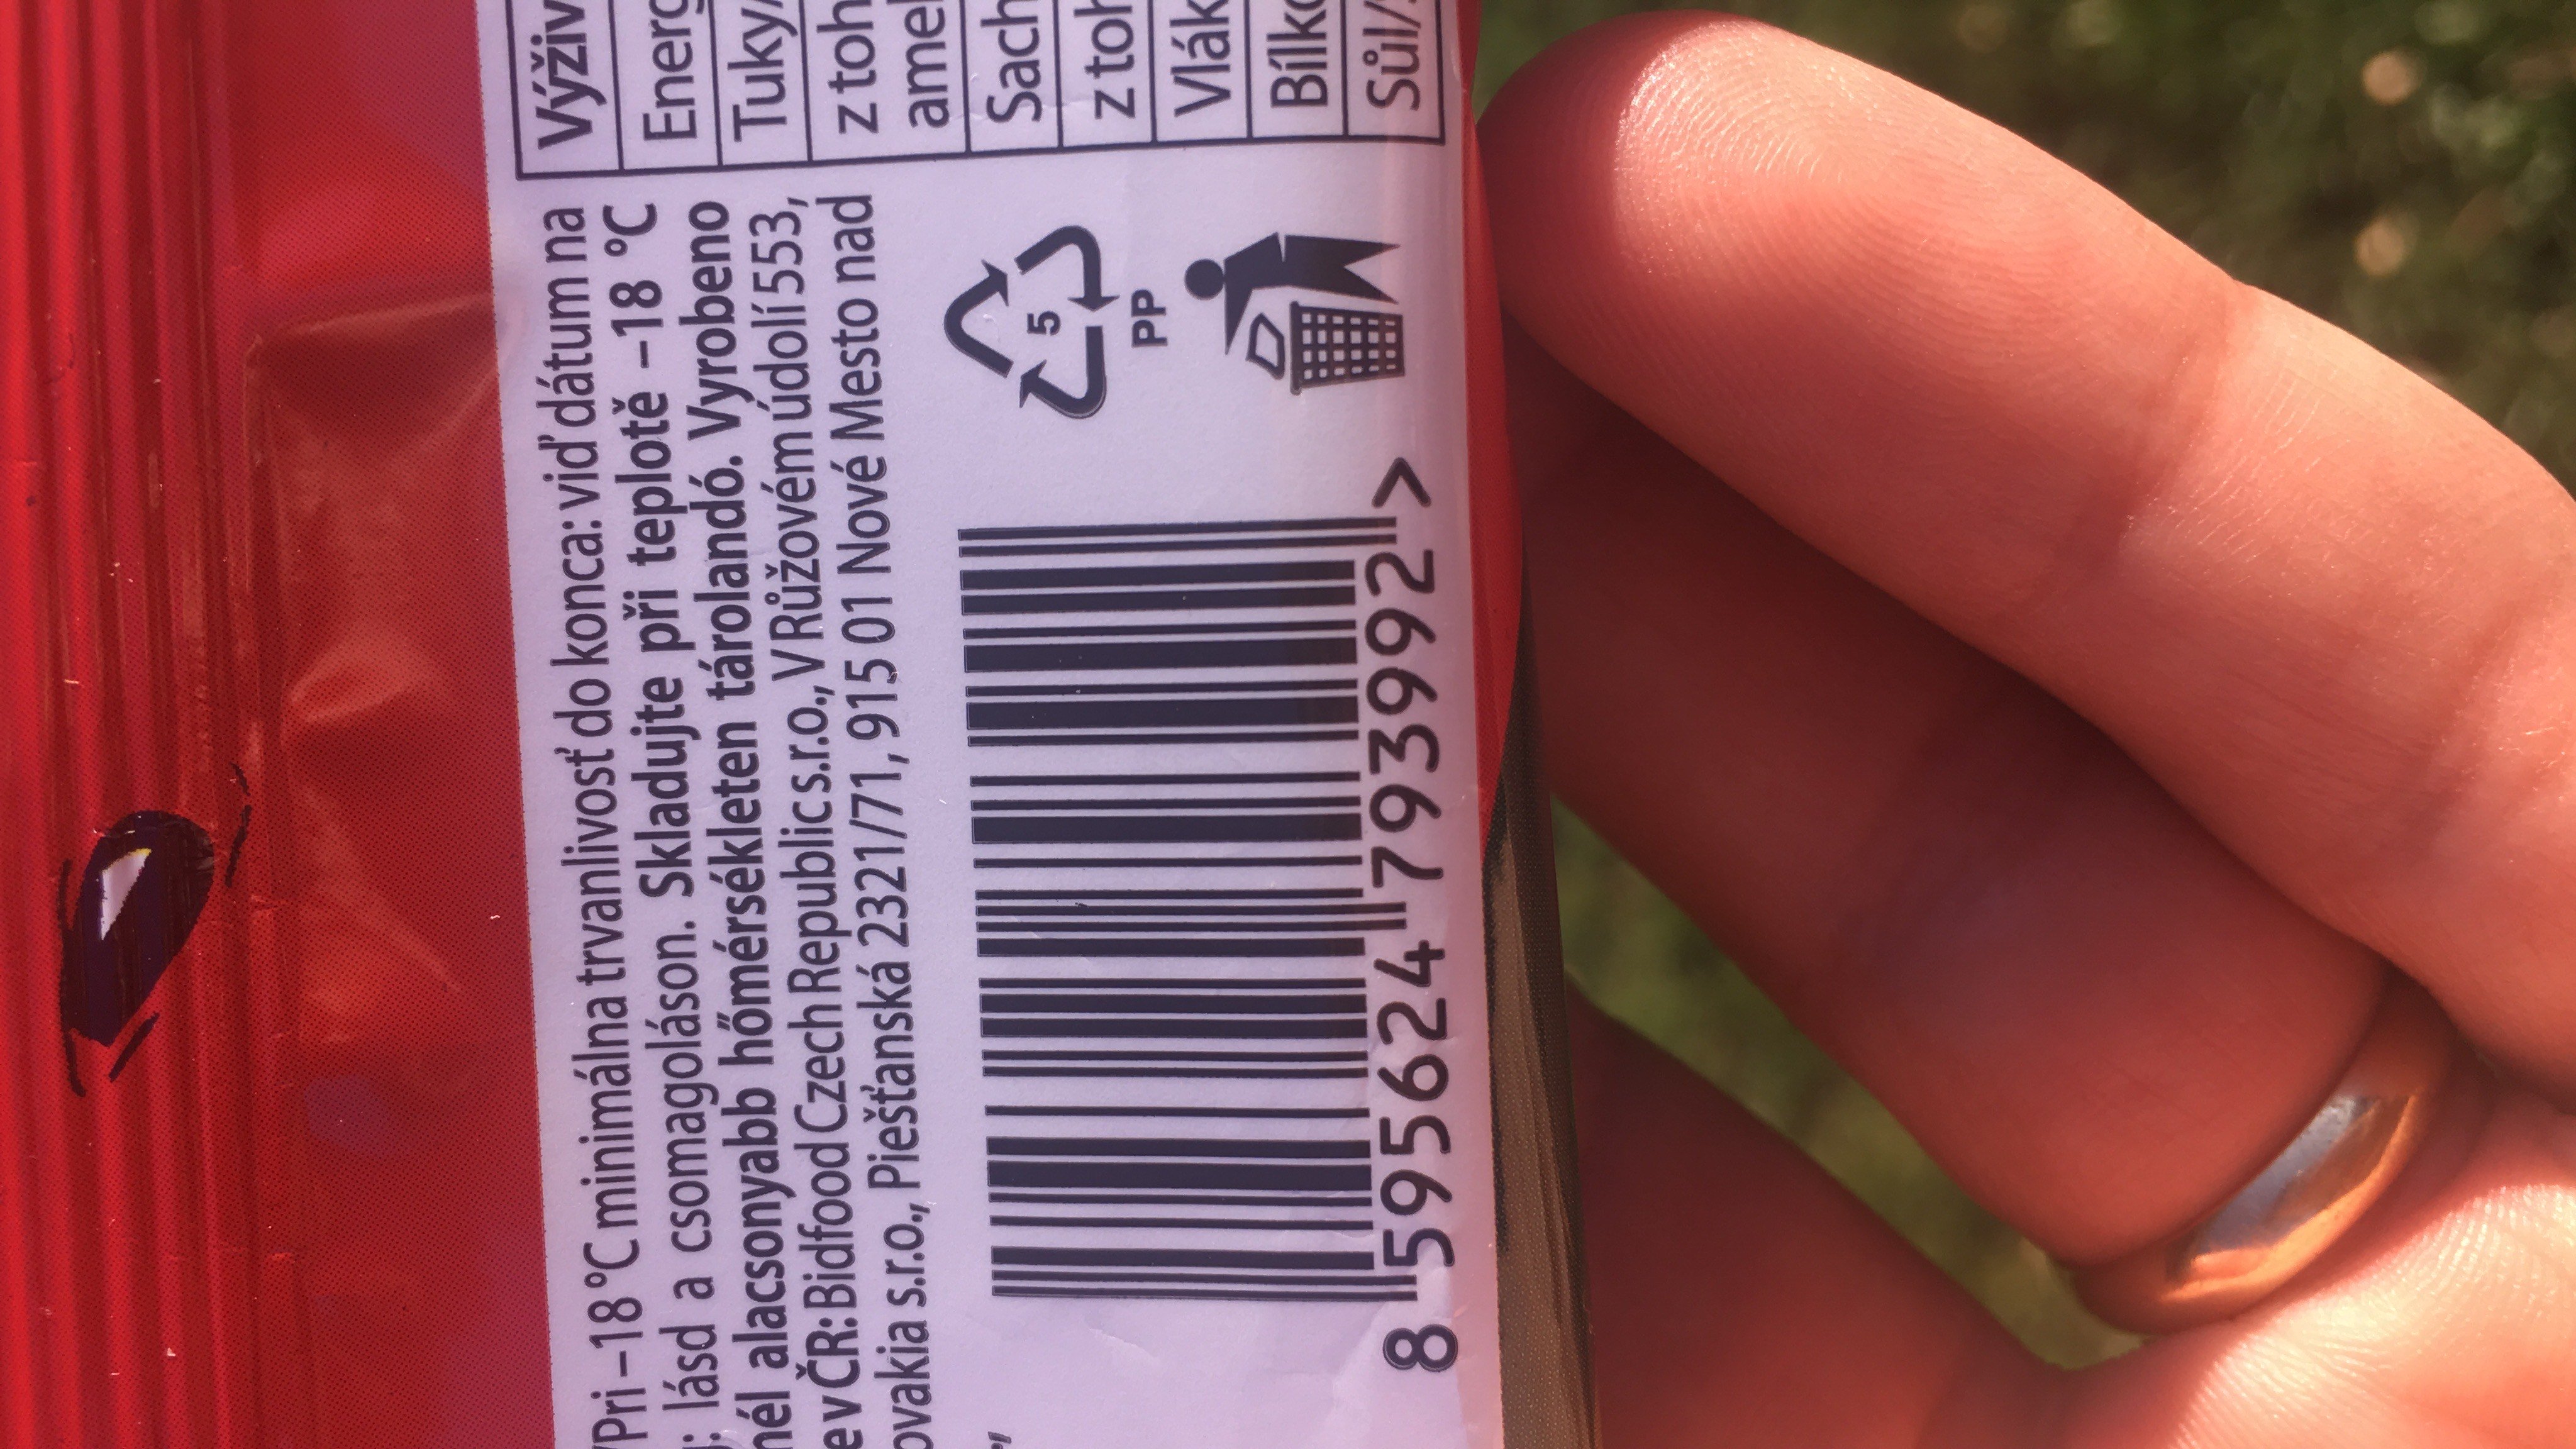 /Pri –18 °C minimálna trvanlivosť do konca: viď dátum na
: lásd a csomagoláson. Skladujte při teplotě –18 °C
nél alacsonyabb hőmérsékleten tárolandó. Vyrobeno
e v ČR: Bidfood Czech Republic s.r.o., V Růžovém údolí 553,
ovakia s.r.o., Piešťanská 2321/71, 915 01 Nové Mesto nad
5
PP
8 595624 793992 >
Výživ
Energ
Tuky/
z toh
amel
Sach
z toh
Vlák
Bílko
Sůl/